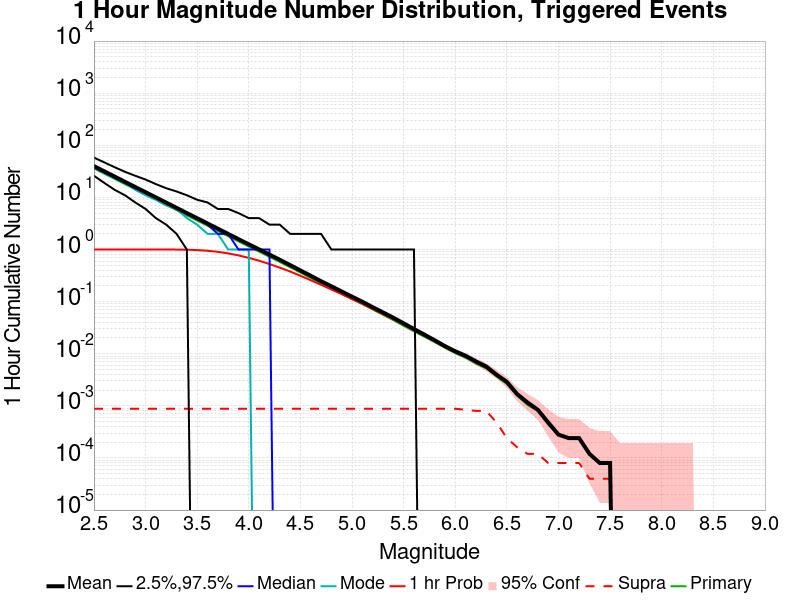 1 Hour Magnitude Number Distribution, Triggered Events
10 4
10 3
10 2
10 1
10 0
10 -1
10 -2
10 -3
10 -4
10 -5
1 Hour Cumulative Number
2.5 3.0 3.5 4.0 4.5 5.0 5.5 6.0 6.5 7.0 7.5 8.0 8.5 9.0
Magnitude
Mean 2.5%,97.5% Median Mode 1 hr Prob 95% Conf Supra Primary